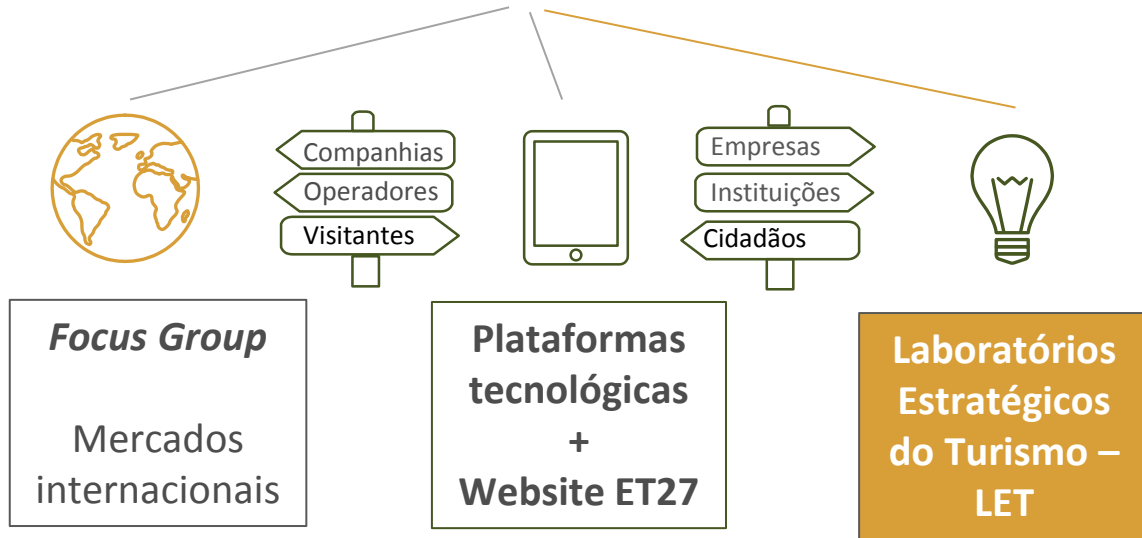 Companhias
Operadores
Visitantes
Empresas
Instituições
Cidadãos
Focus Group
Mercados
internacionais
Plataformas
tecnológicas
+
Website ET27
Laboratórios
Estratégicos
do Turismo –
LET